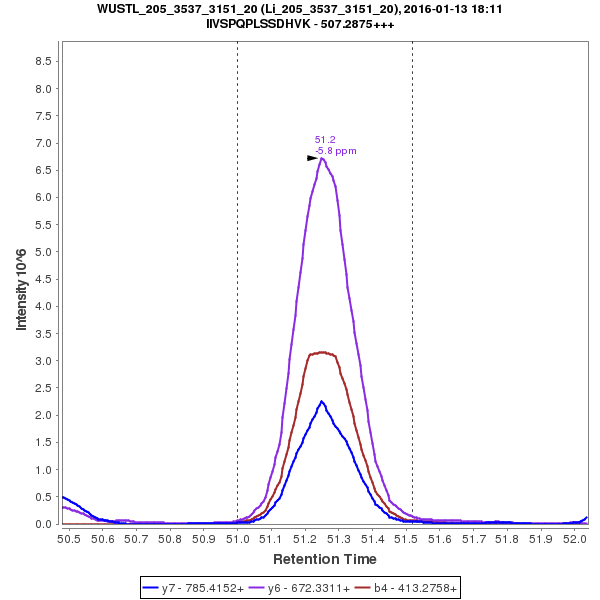 WUSTL_205_3537_3151_20 (Li_205_3537_3151_20), 2016-01-13 18:11
IIVSPQPLSSDHVK - 507.2875+++
8.5
8.0
7.5
7.0
6.5
6.0
5.5
5.0
4.5
4.0
3.5
3.0
2.5
2.0
1.5
1.0
0.5
0.0
Intensity 10^6
51.2
-5.8 ppm
50.5 50.6 50.7 50.8 50.9 51.0 51.1 51.2 51.3 51.4 51.5 51.6 51.7 51.8 51.9 52.0
Retention Time
y7 - 785.4152+ y6 - 672.3311+ b4 - 413.2758+